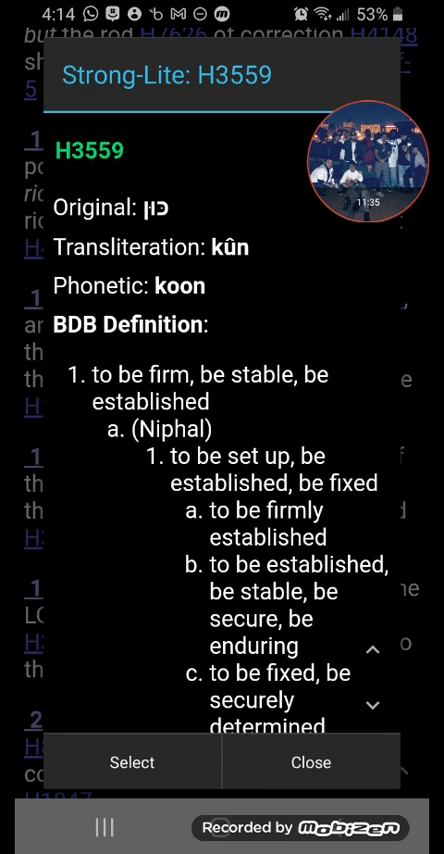 4:14
53%
but the rod H7626 of correction H4148
sh
5
Strong-Lite: H3559
H3559
11:35
Original: כּוּן
Transliteration: kûn
Phonetic: koon
BDB Definition:
1. to be firm, be stable, be
established
a. (Niphal)
1. to be set up, be
established, be fixed
a. to be firmly
established
b. to be established,
be stable, be
secure, be
enduring
c. to be fixed, be
securely
determined
Select
Close
Recorded by Mobizen